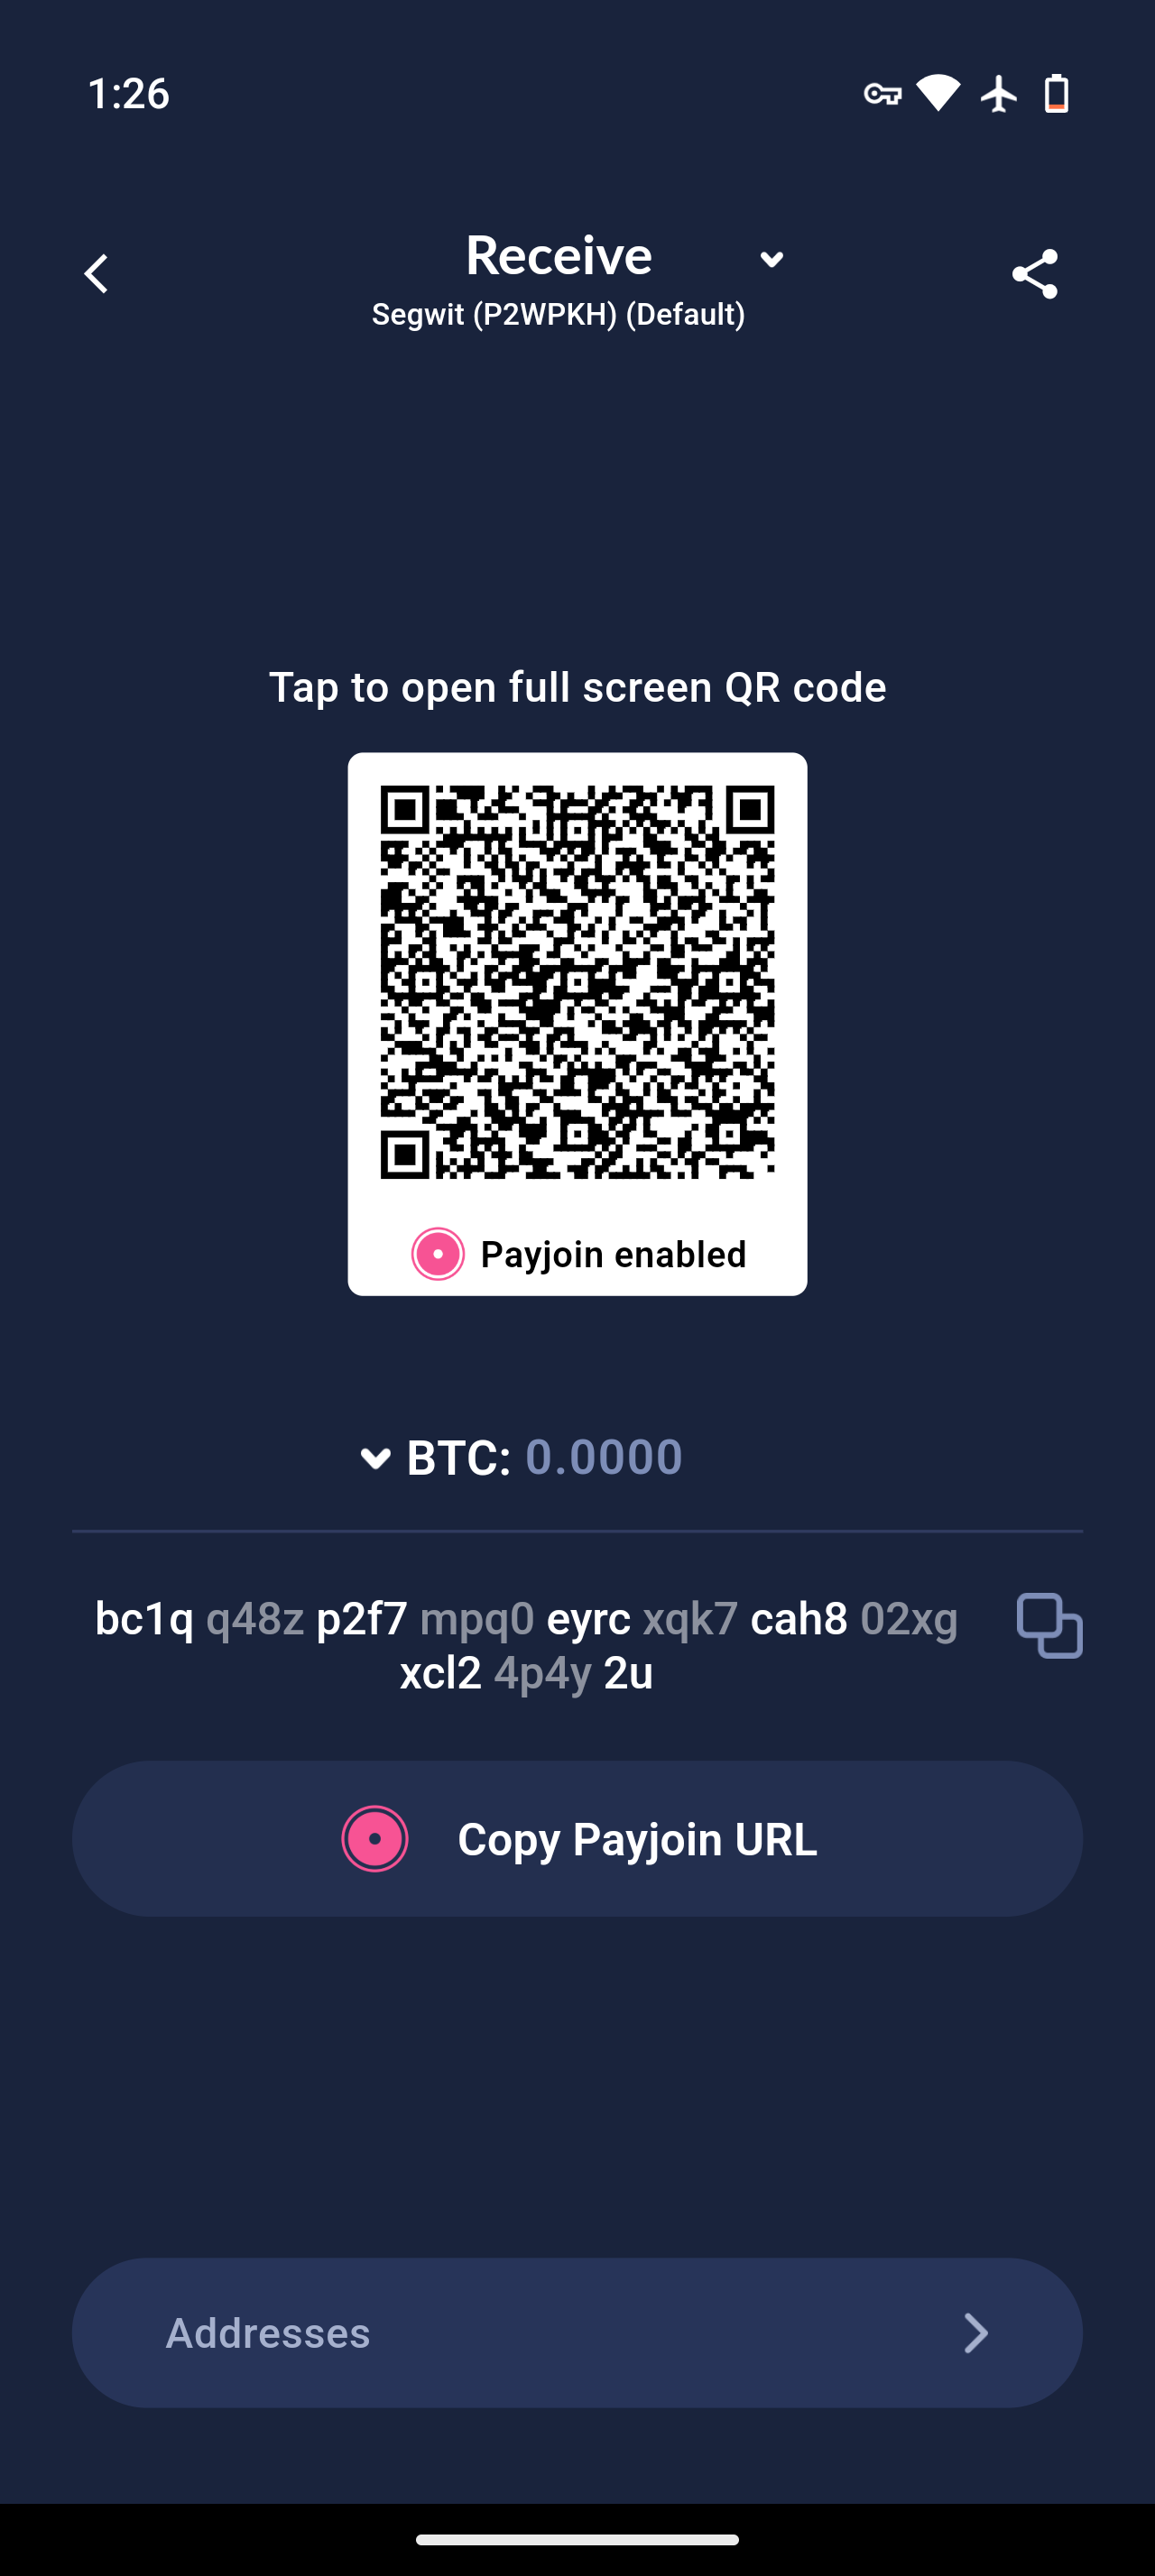 1:26
Receive
Segwit (P2WPKH) (Default)
Tap to open full screen QR code
Payjoin enabled
BTC: 0.0000
bc1q q48z p2f7 mpq0 eyrc xqk7 cah8 02xg
xcl2 4p4y 2u
Copy Payjoin URL
Addresses